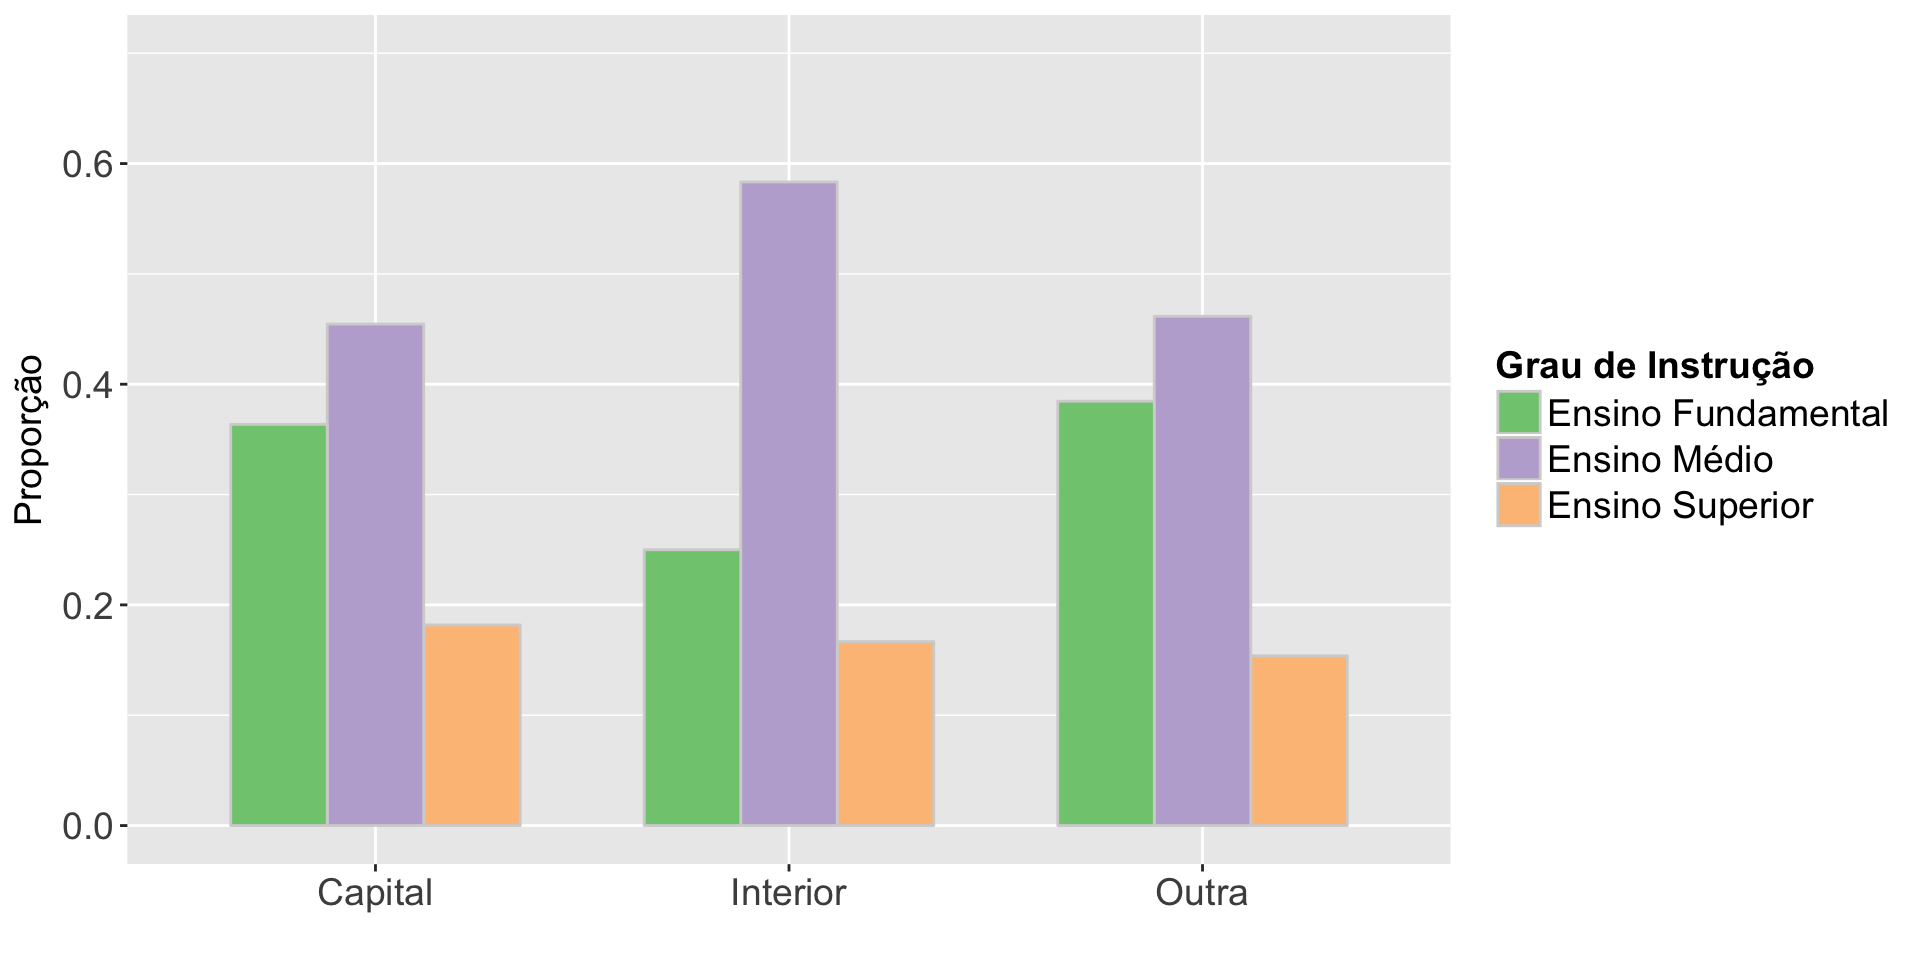 Proporção
0.6
0.4
0.2
0.0
Capital
Interior
Outra
Grau de Instrução
Ensino Fundamental
Ensino Médio
Ensino Superior